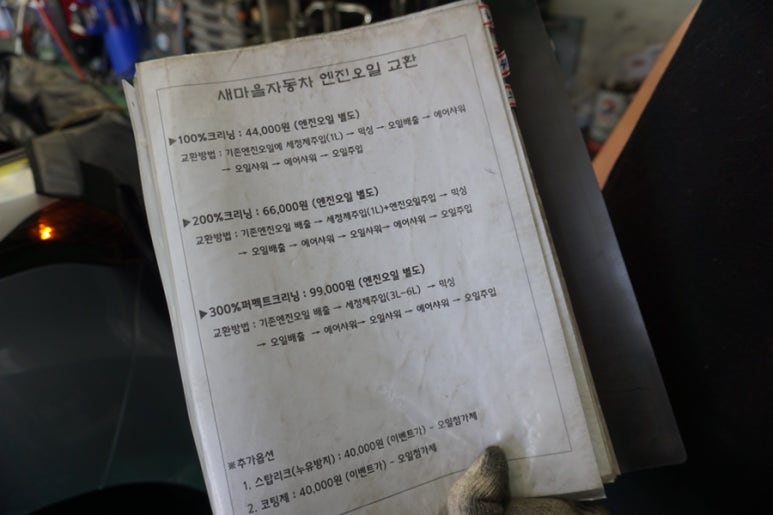 새마을자동차 엔진오일 교환
▶100%크리닝 : 44,000원 (엔진오일 별도)
교환방법 : 기존엔진오일에 세정제주입(1L) → 믹싱 → 오일배출 → 에어샤워
→ 오일샤워 → 에어샤워 → 오일주입
▶200%크리닝 : 66,000원 (엔진오일 별도)
교환방법 : 기존엔진오일 배출 → 세정제주입(1L)+엔진오일주입 → 믹싱
→ 오일배출 → 에어샤워 → 오일샤워 → 에어샤워 → 오일주입
▶300%퍼펙트크리닝 : 99,000원 (엔진오일 별도)
교환방법 : 기존엔진오일 배출 → 세정제주입(3L-6L) → 믹싱
→ 오일배출 → 에어샤워 → 오일샤워 → 에어샤워 → 오일주입
※추가옵션
1. 스탑리크(누유방지) : 40,000원 (이벤트가) - 오일첨가제
2. 코팅제 : 40,000원 (이벤트가) - 오일첨가제